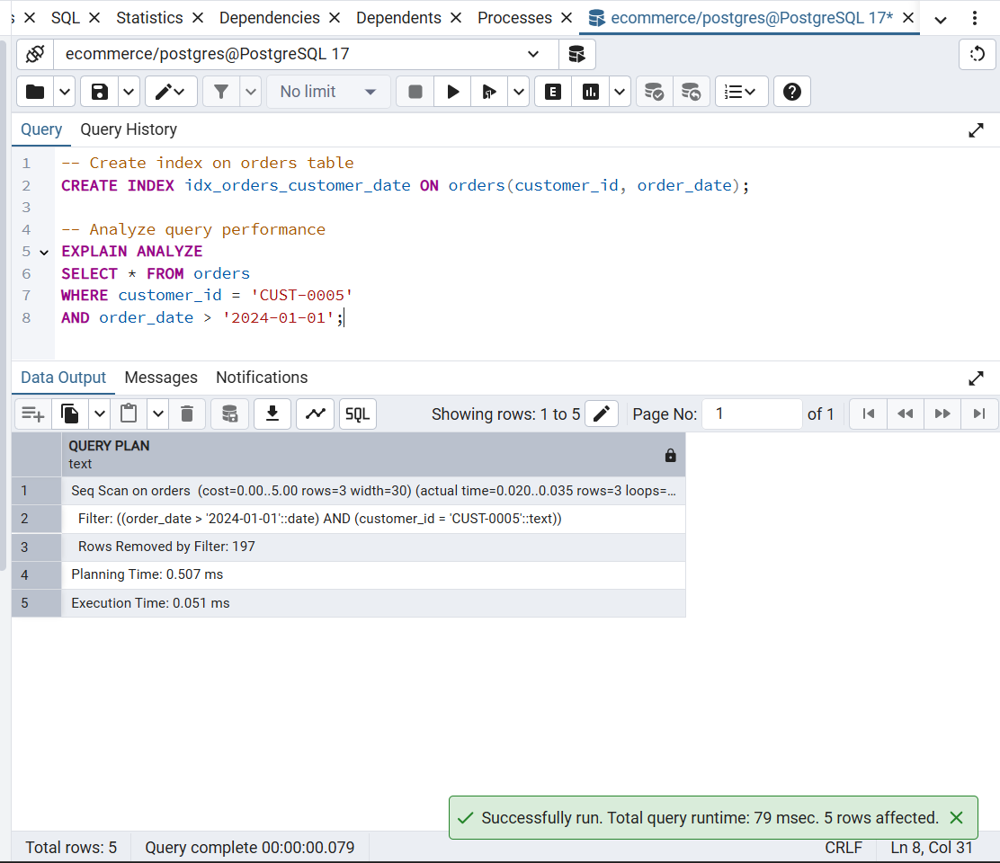 s SQL Statistics Dependencies Dependents Processes ecommerce/postgres@PostgreSQL 17*
ecommerce/postgres@PostgreSQL 17
No limit E
Query Query History
1 -- Create index on orders table
2 CREATE INDEX idx_orders_customer_date ON orders(customer_id, order_date);
3
4 -- Analyze query performance
5 EXPLAIN ANALYZE
6 SELECT * FROM orders
7 WHERE customer_id = 'CUST-0005'
8 AND order_date > '2024-01-01';
Data Output Messages Notifications
SQL Showing rows: 1 to 5 Page No: 1 of 1
QUERY PLAN
text
1 Seq Scan on orders (cost=0.00..5.00 rows=3 width=30) (actual time=0.020..0.035 rows=3 loops=...
2 Filter: ((order_date > '2024-01-01'::date) AND (customer_id = 'CUST-0005'::text))
3 Rows Removed by Filter: 197
4 Planning Time: 0.507 ms
5 Execution Time: 0.051 ms
Successfully run. Total query runtime: 79 msec. 5 rows affected.
Total rows: 5 Query complete 00:00:00.079 CRLF Ln 8, Col 31